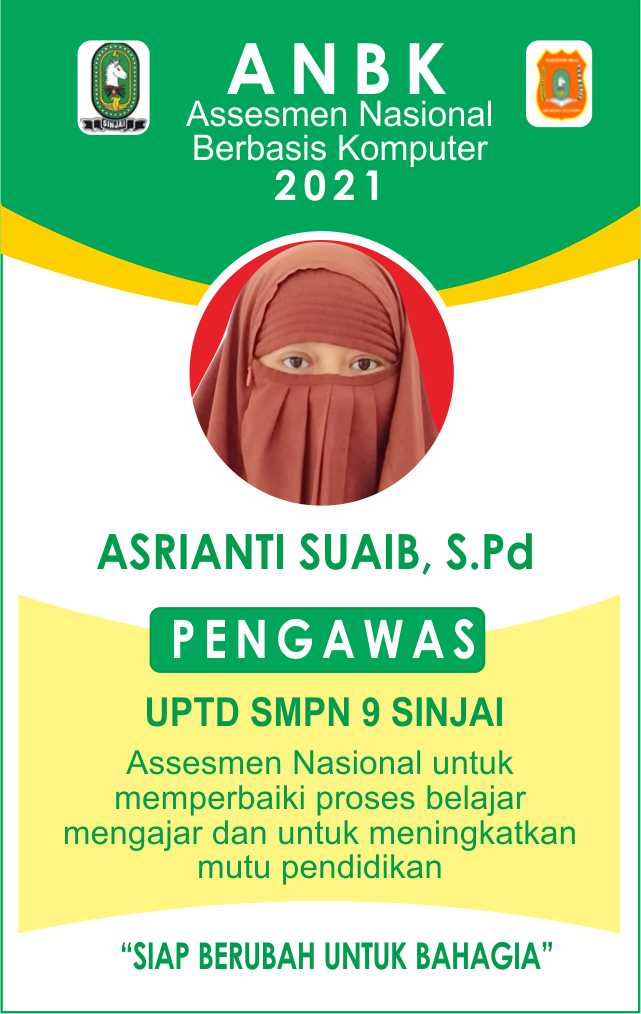 SINJAI
ANBK
Assesmen Nasional
Berbasis Komputer
2021
ASRIANTI SUAIB, S.Pd
PENGAWAS
UPTD SMPN 9 SINJAI
Assesmen Nasional untuk
memperbaiki proses belajar
mengajar dan untuk meningkatkan
mutu pendidikan
“SIAP BERUBAH UNTUK BAHAGIA”